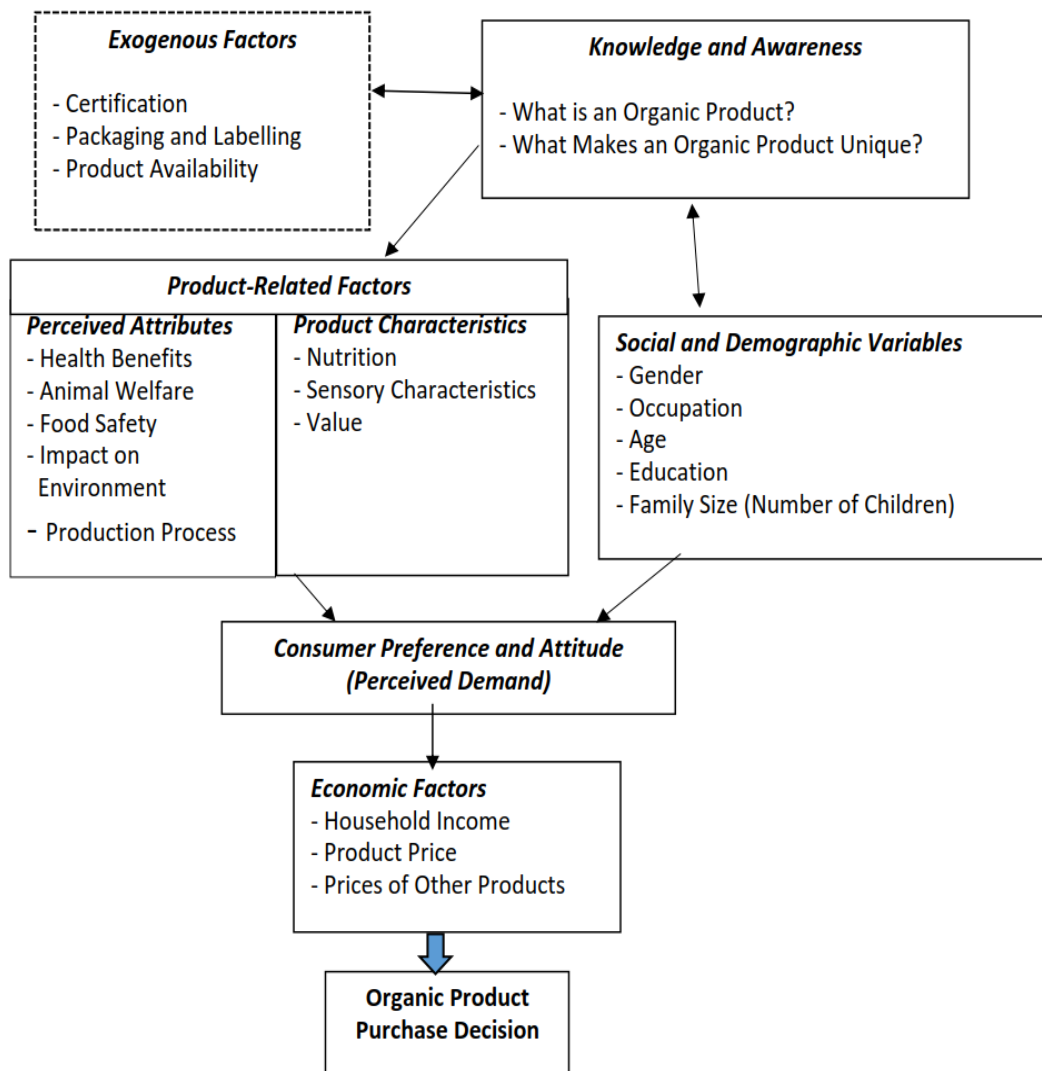 Exogenous Factors
- Certification
- Packaging and Labelling
- Product Availability
Knowledge and Awareness
- What is an Organic Product?
- What Makes an Organic Product Unique?
Product-Related Factors
Perceived Attributes
- Health Benefits
- Animal Welfare
- Food Safety
- Impact on
Environment
- Production Process
Product Characteristics
- Nutrition
- Sensory Characteristics
- Value
Social and Demographic Variables
- Gender
- Occupation
- Age
- Education
- Family Size (Number of Children)
Consumer Preference and Attitude
(Perceived Demand)
Economic Factors
- Household Income
- Product Price
- Prices of Other Products
Organic Product
Purchase Decision